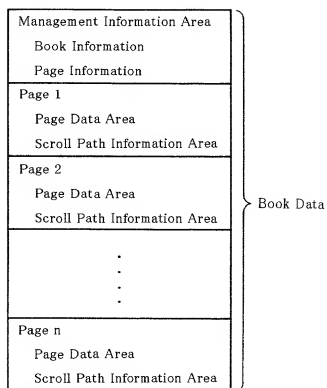 Management Information Area
Book Information
Page Information
Page 1
Page Data Area
Scroll Path Information Area
Page 2
Page Data Area
Scroll Path Information Area
Book Data
Page n
Page Data Area
Scroll Path Information Area